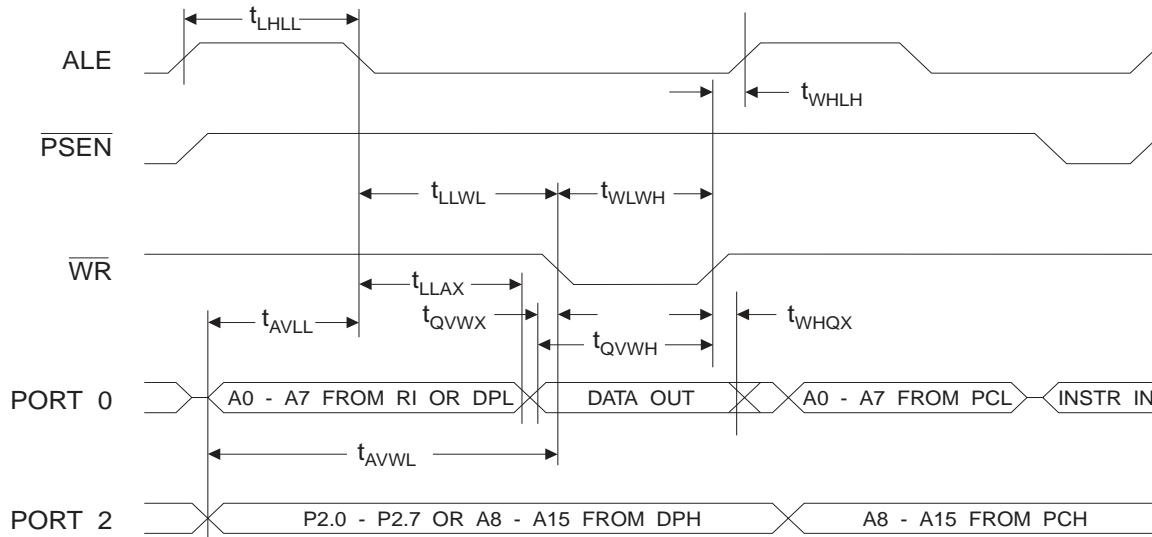 tLHLL
ALE
tWHLH
PSEN
tLLWL
tWLWH
WR
tLLAX
tQVWX
tWHQX
tAVLL
tQVWH
PORT 0
A0 - A7 FROM RI OR DPL
DATA OUT
A0 - A7 FROM PCL
INSTR IN
tAVWL
PORT 2
P2.0 - P2.7 OR A8 - A15 FROM DPH
A8 - A15 FROM PCH